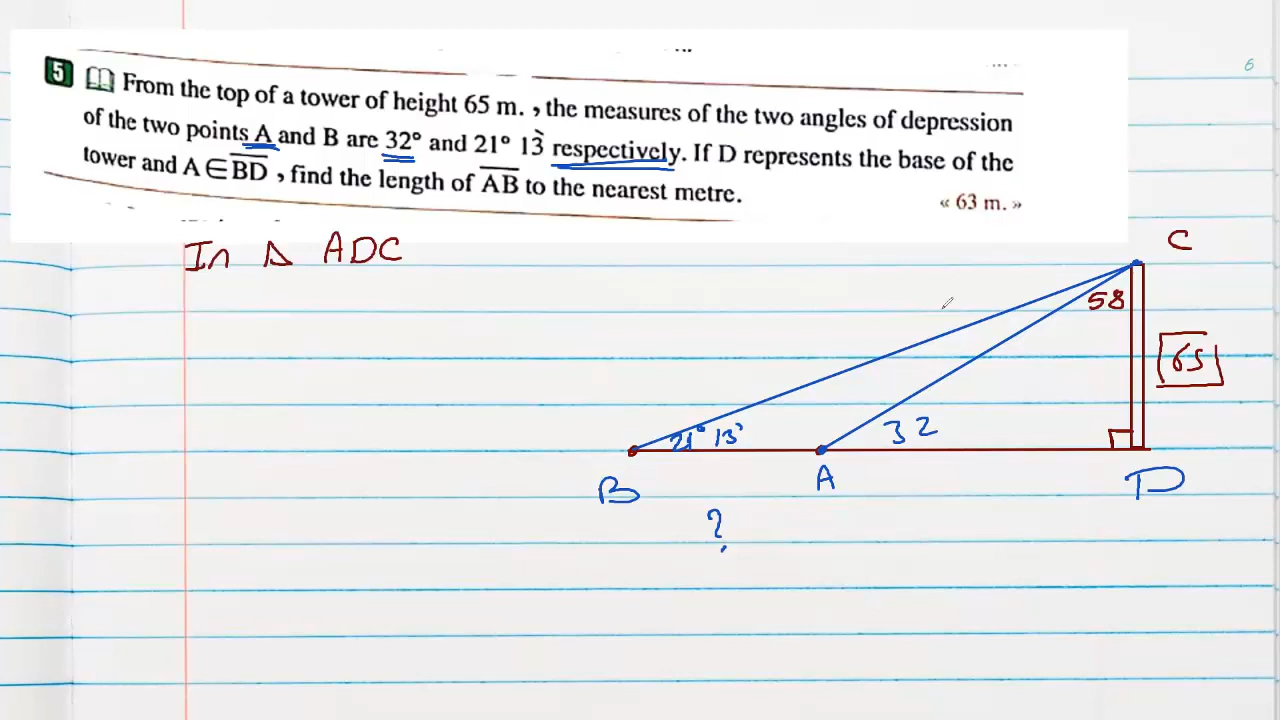 5 From the top of a tower of height 65 m. , the measures of the two angles of depression
of the two points A and B are 32° and 21° 13` respectively. If D represents the base of the
tower and A ∈ BD , find the length of AB to the nearest metre.
« 63 m. »
6
In Δ ADC
C
58
65
21° 13'
32
B
A
D
?